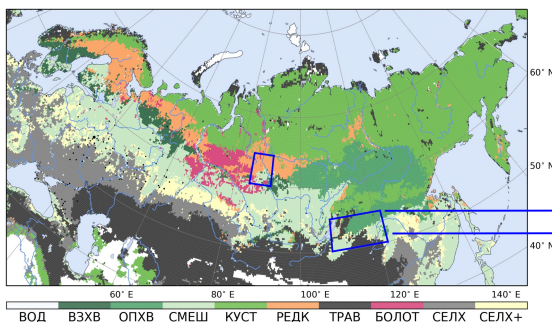 60°N
50°N
40°N
60°E
80°E
100°E
120°E
140°E
ВОД
ВЗХВ
ОПХВ
СМЕШ
КУСТ
РЕДК
ТРАВ
БОЛОТ
СЕЛХ
СЕЛХ+